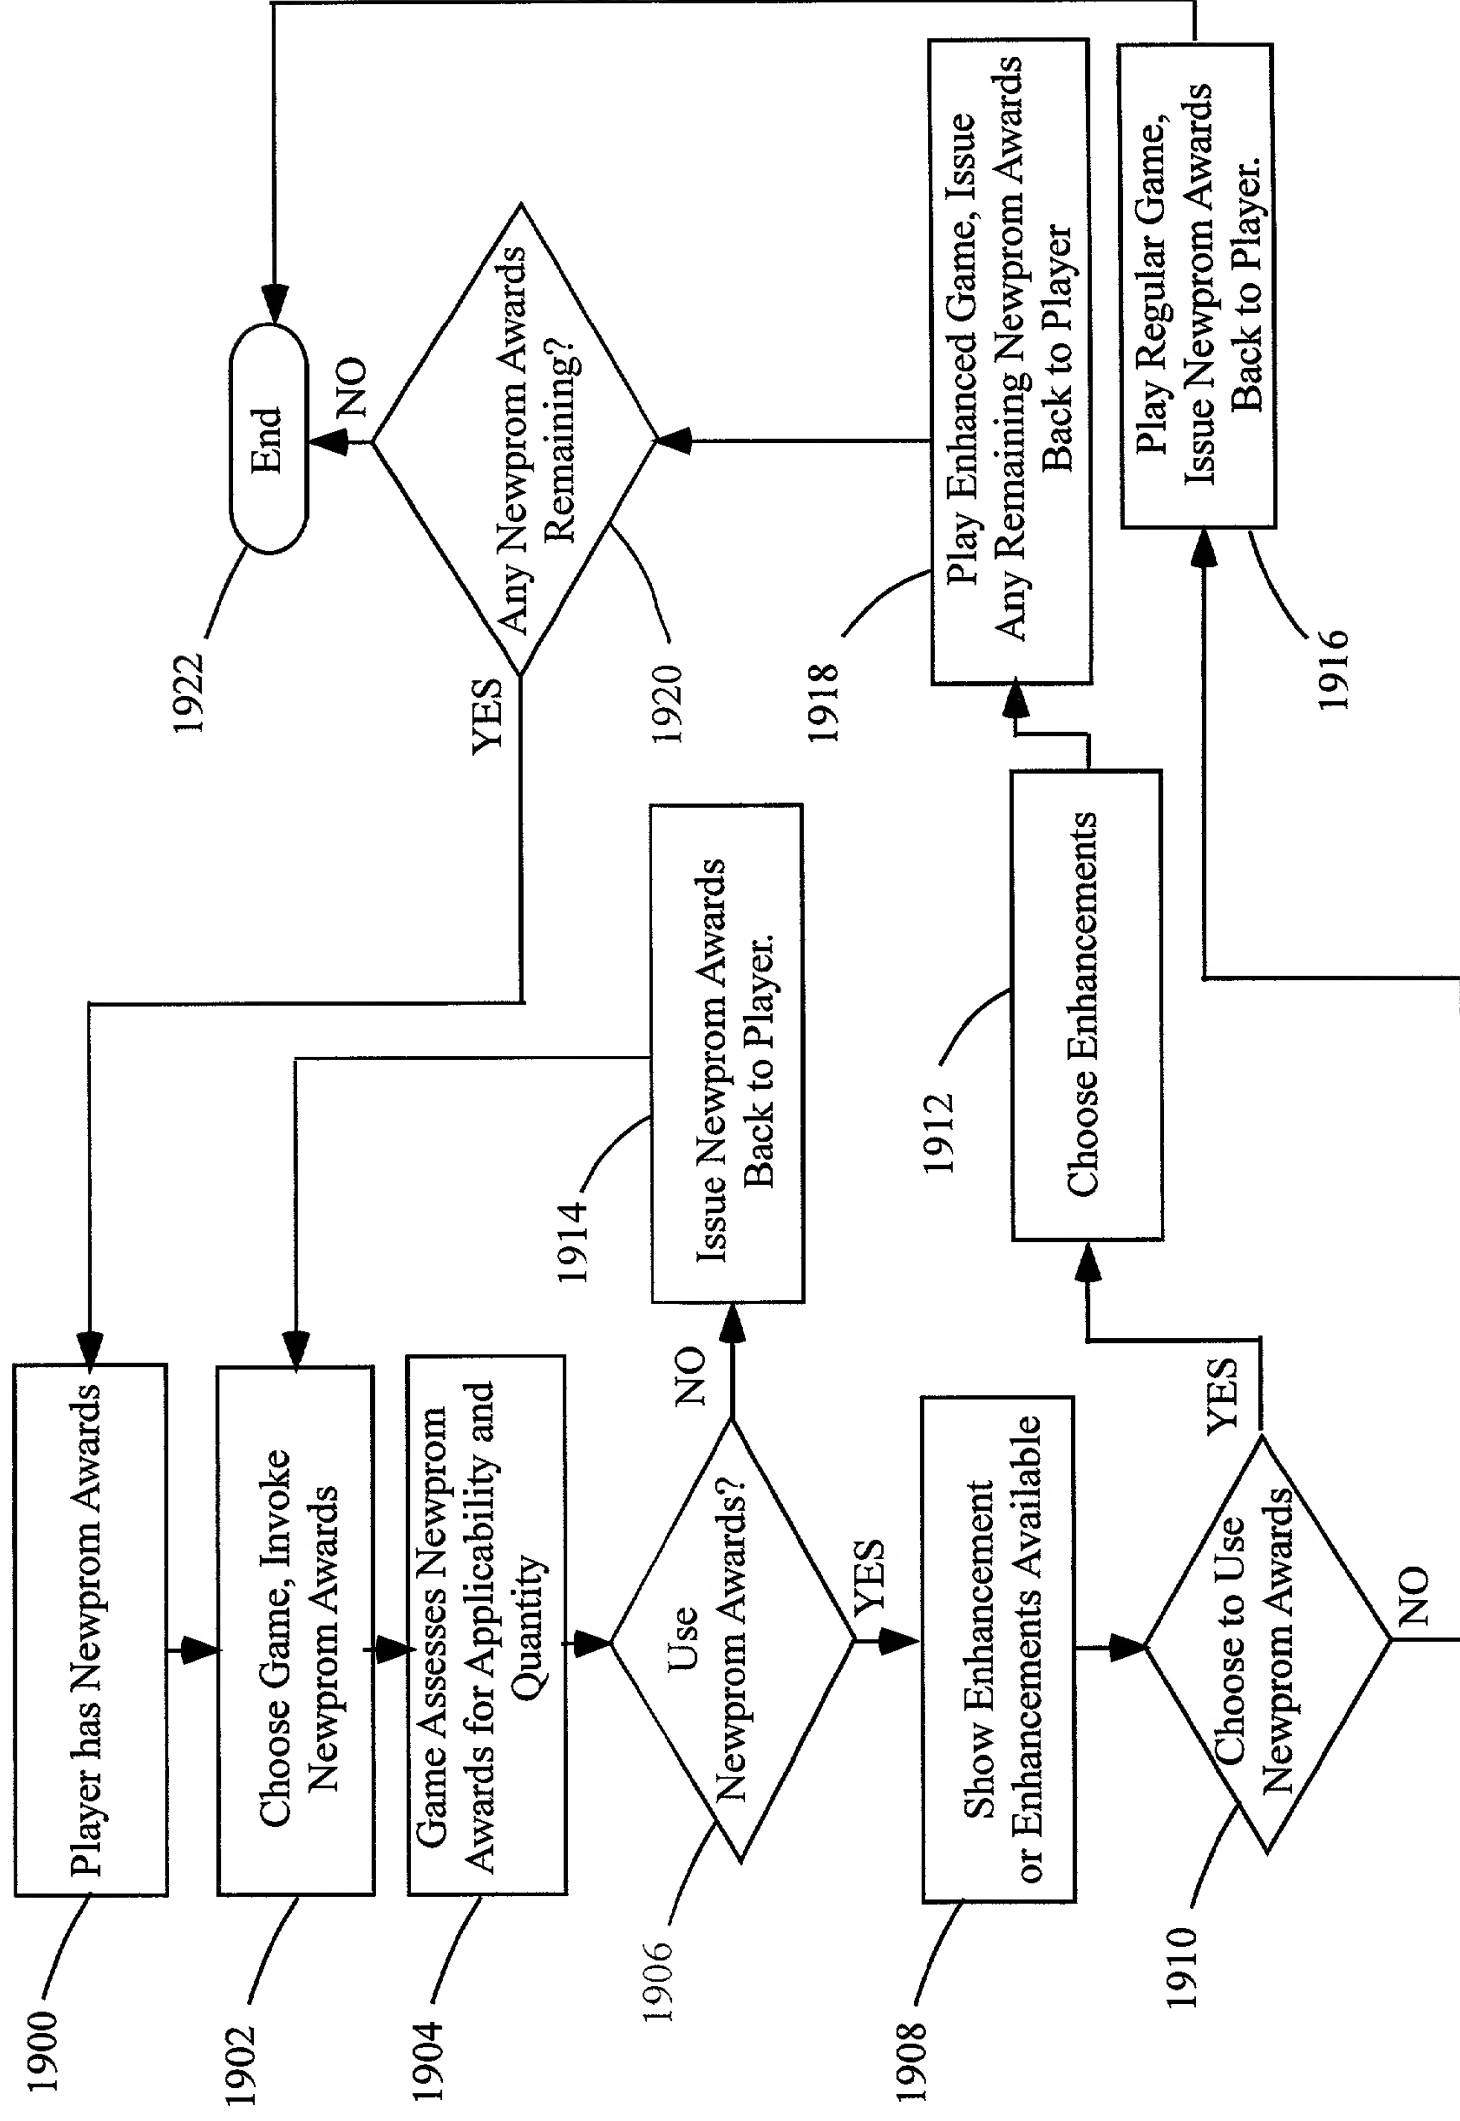 1900
Player has Newprom Awards
1902
Choose Game, Invoke
Newprom Awards
1904
Game Assesses Newprom
Awards for Applicability and
Quantity
1906
Use
Newprom Awards?
NO
YES
1914
Issue Newprom Awards
Back to Player.
1908
Show Enhancement
or Enhancements Available
1910
Choose to Use
Newprom Awards
YES
NO
1912
Choose Enhancements
1922
End
NO
YES
1920
Any Newprom Awards
Remaining?
1918
Play Enhanced Game, Issue
Any Remaining Newprom Awards
Back to Player
1916
Play Regular Game,
Issue Newprom Awards
Back to Player.